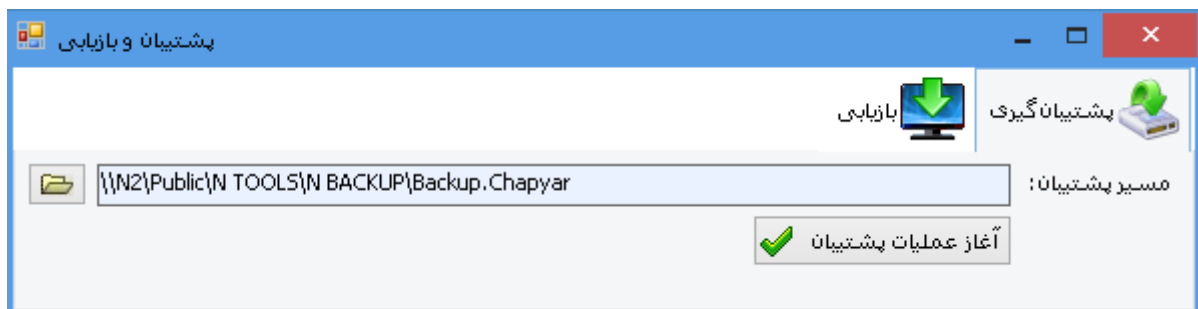 پشتیبان و بازیابی
پشتیبان‌گیری
بازیابی
مسیر پشتیبان:
\\N2\Public\N TOOLS\N BACKUP\Backup.Chapyar
آغاز عملیات پشتیبان